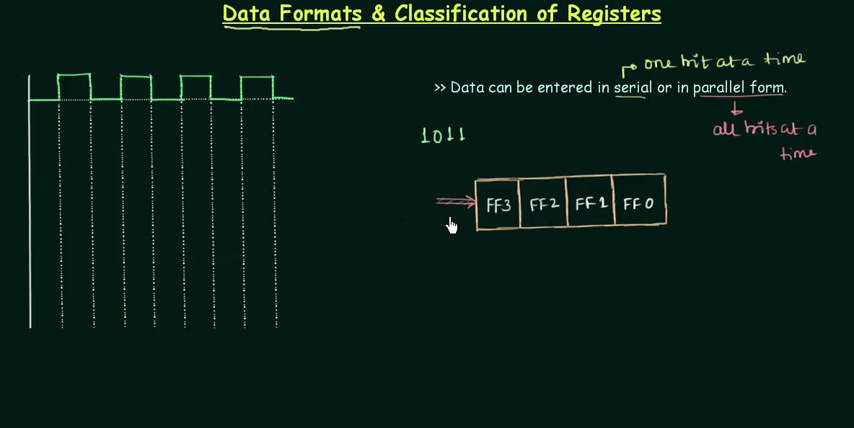 Data Formats & Classification of Registers
one bit at a time
>> Data can be entered in serial or in parallel form.
all bits at a
time
1011
FF3 FF2 FF1 FF0